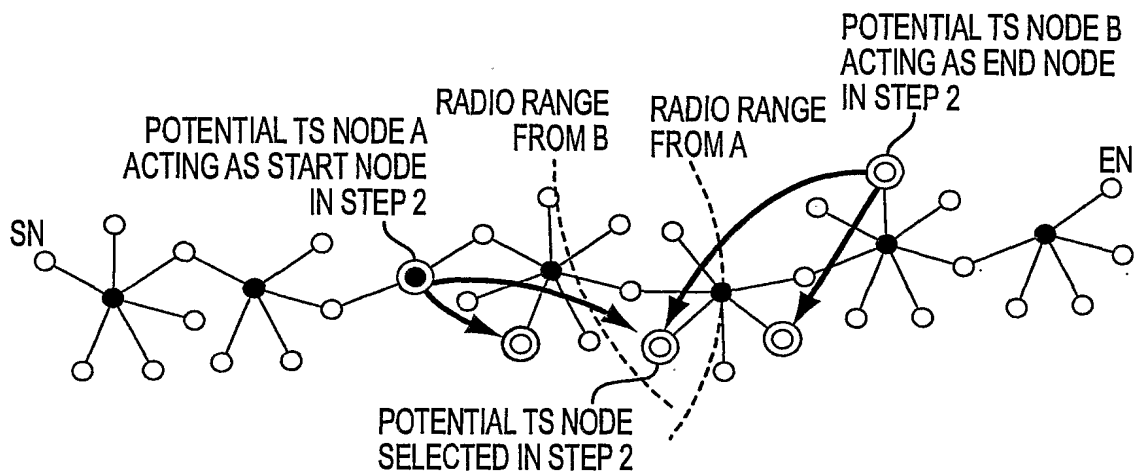 POTENTIAL TS NODE B
ACTING AS END NODE
IN STEP 2
RADIO RANGE
FROM B
RADIO RANGE
FROM A
POTENTIAL TS NODE A
ACTING AS START NODE
IN STEP 2
EN
SN
POTENTIAL TS NODE
SELECTED IN STEP 2